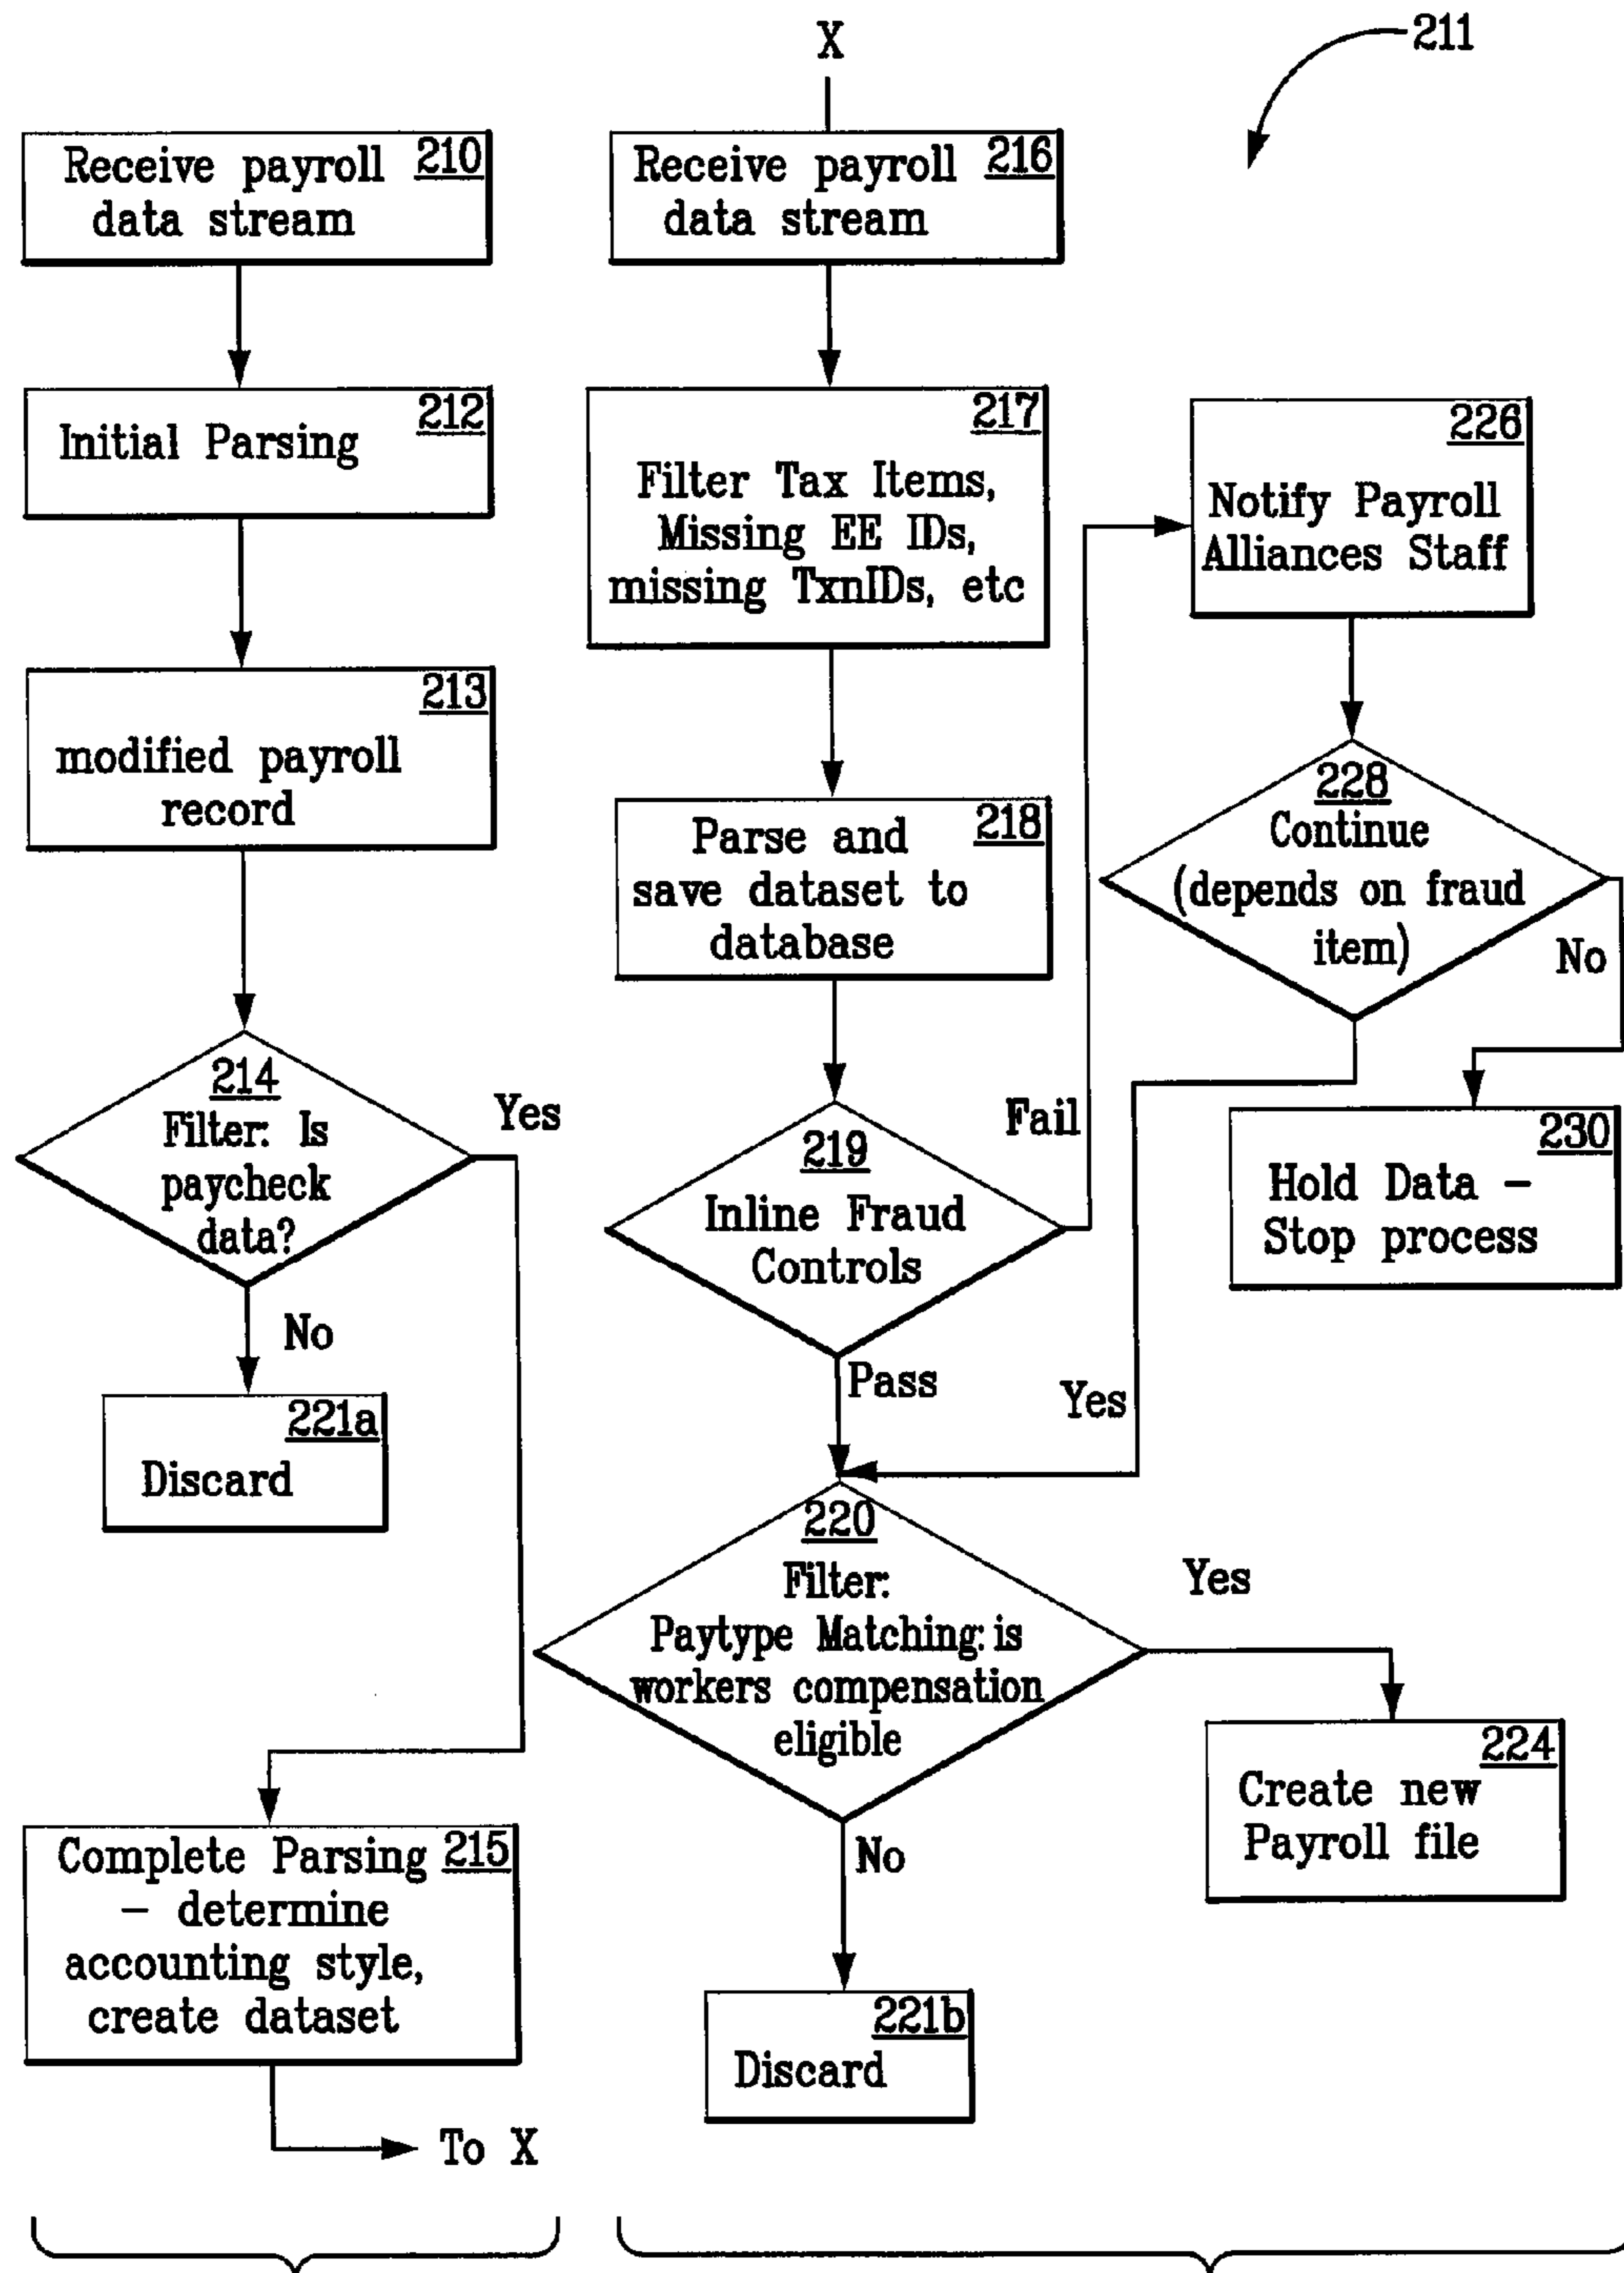 211
Receive payroll 210
data stream
Initial Parsing 212
213
modified payroll
record
214
Filter: Is
paycheck
data?
Yes
No
221a
Discard
Complete Parsing 215
– determine
accounting style,
create dataset
To X
X
Receive payroll 216
data stream
217
Filter Tax Items,
Missing EE IDs,
missing TxnIDs, etc
Parse and 218
save dataset to
database
219
Inline Fraud
Controls
Fail
Pass
220
Filter:
Paytype Matching: is
workers compensation
eligible
Yes
No
221b
Discard
224
Create new
Payroll file
226
Notify Payroll
Alliances Staff
228
Continue
(depends on fraud
item)
No
Yes
230
Hold Data –
Stop process